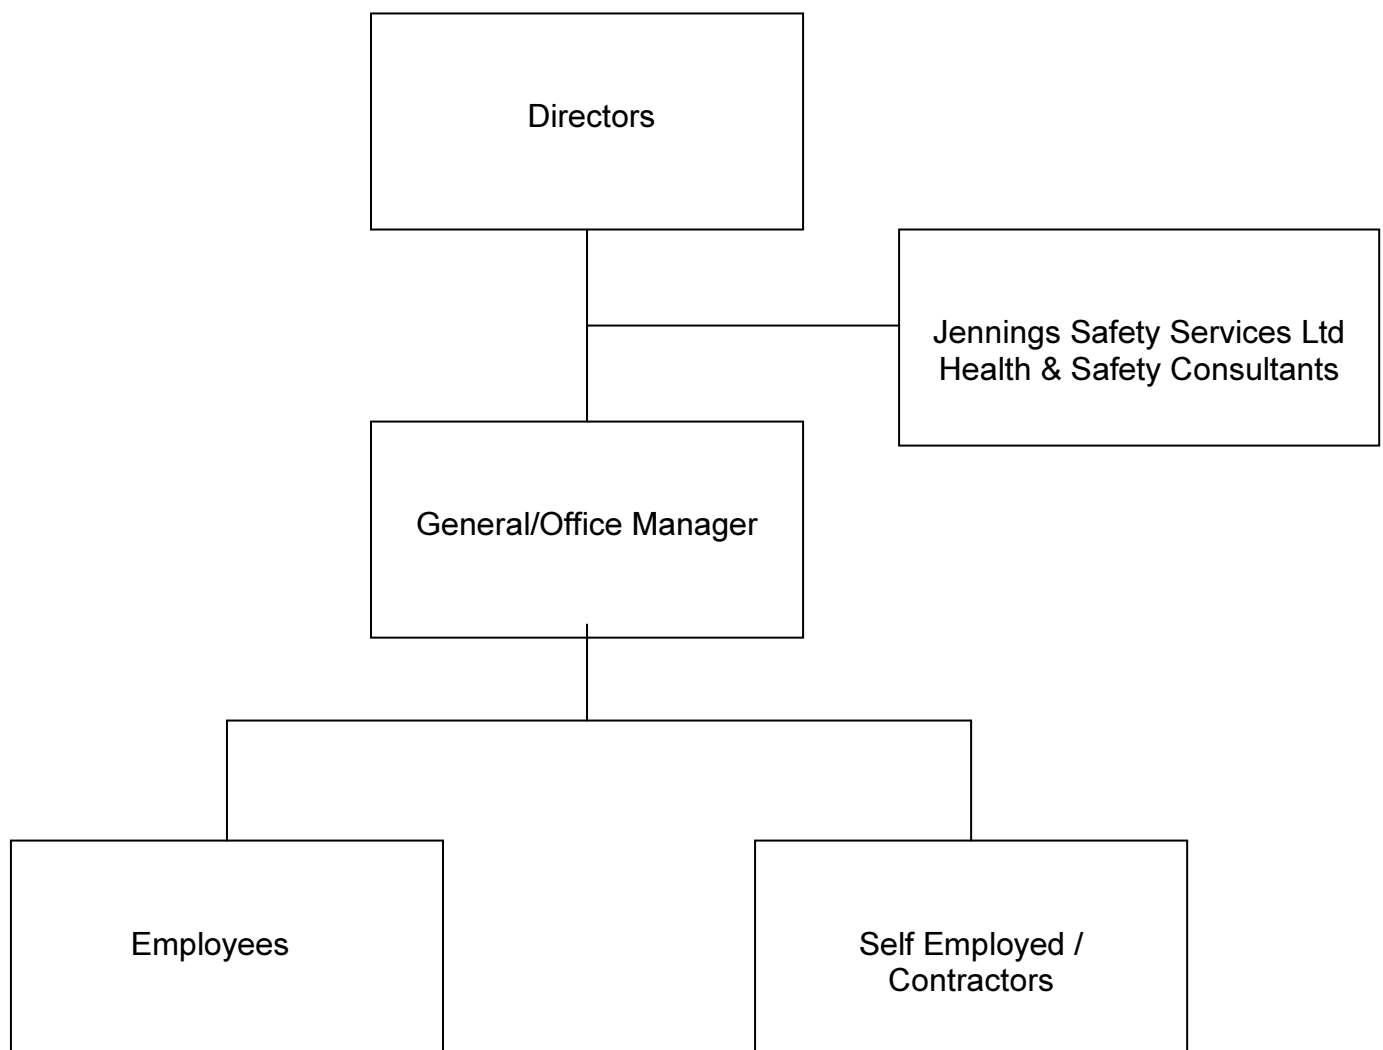 Directors
Jennings Safety Services Ltd
Health & Safety Consultants
General/Office Manager
Employees
Self Employed /
Contractors